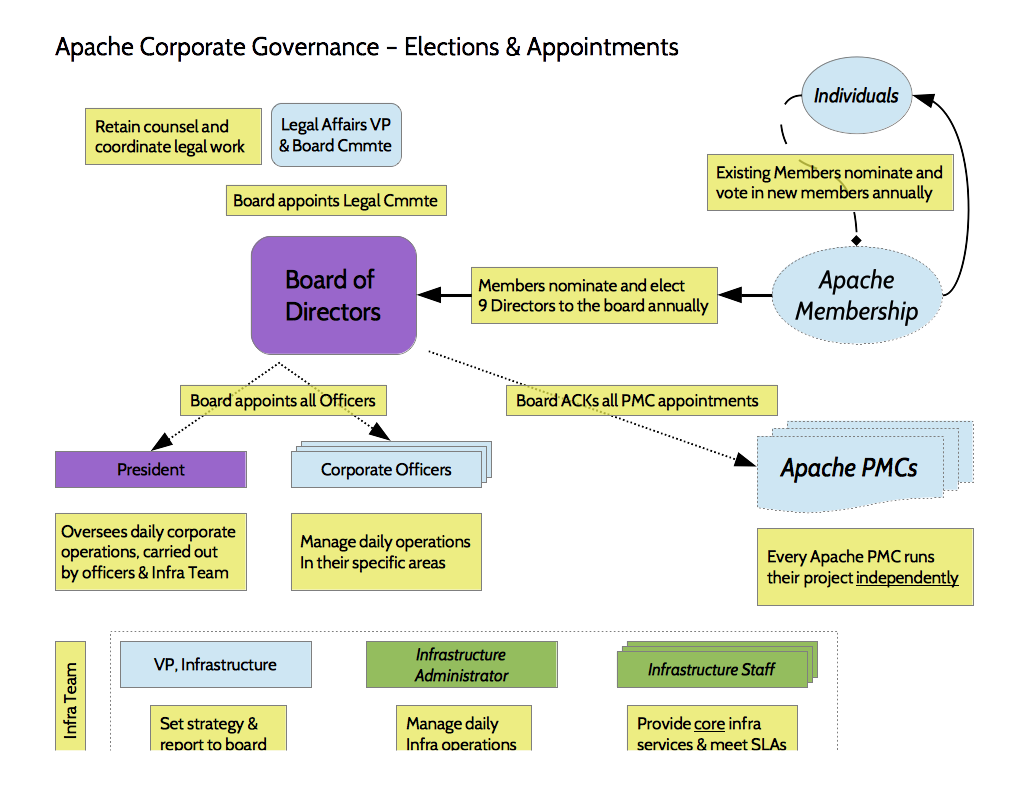 Apache Corporate Governance – Elections & Appointments
Individuals
Retain counsel and
coordinate legal work
Legal Affairs VP
& Board Cmmte
Existing Members nominate and
vote in new members annually
Board appoints Legal Cmmte
Board of
Directors
Members nominate and elect
9 Directors to the board annually
Apache
Membership
Board appoints all Officers
Board ACKs all PMC appointments
President
Corporate Officers
Apache PMCs
Oversees daily corporate
operations, carried out
by officers & Infra Team
Manage daily operations
In their specific areas
Every Apache PMC runs
their project independently
Infra Team
VP, Infrastructure
Infrastructure
Administrator
Infrastructure Staff
Set strategy &
report to board
Manage daily
Infra operations
Provide core infra
services & meet SLAs